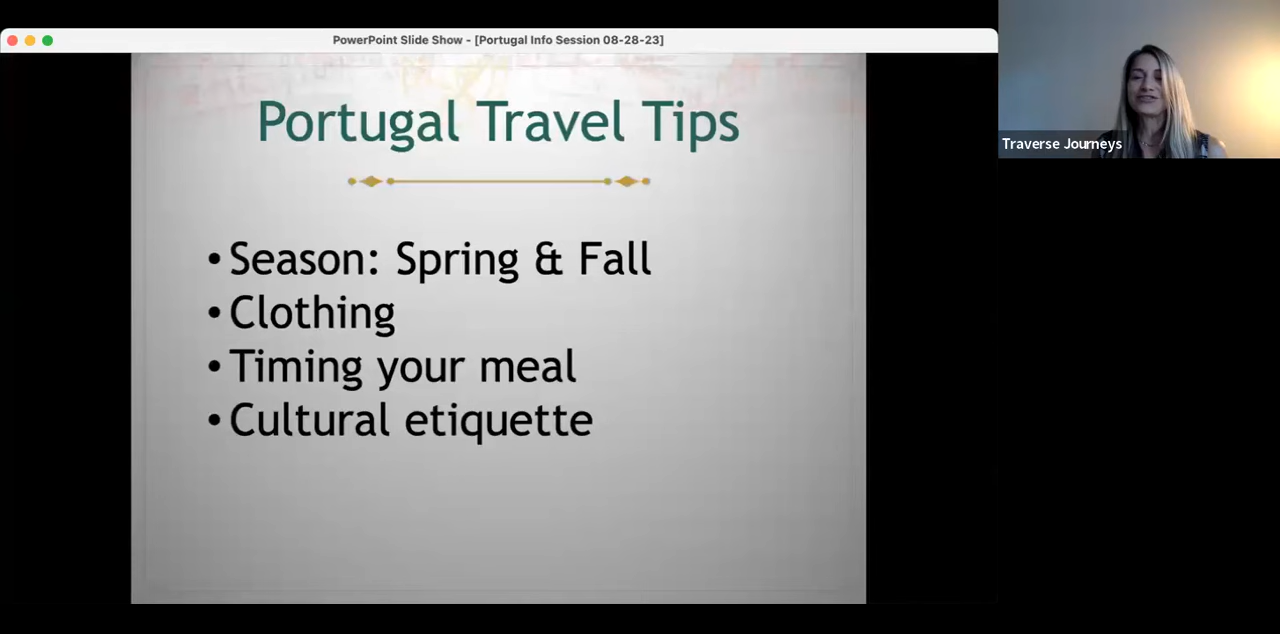 PowerPoint Slide Show - [Portugal Info Session 08-28-23]
Portugal Travel Tips
• Season: Spring & Fall
• Clothing
• Timing your meal
• Cultural etiquette
Traverse Journeys